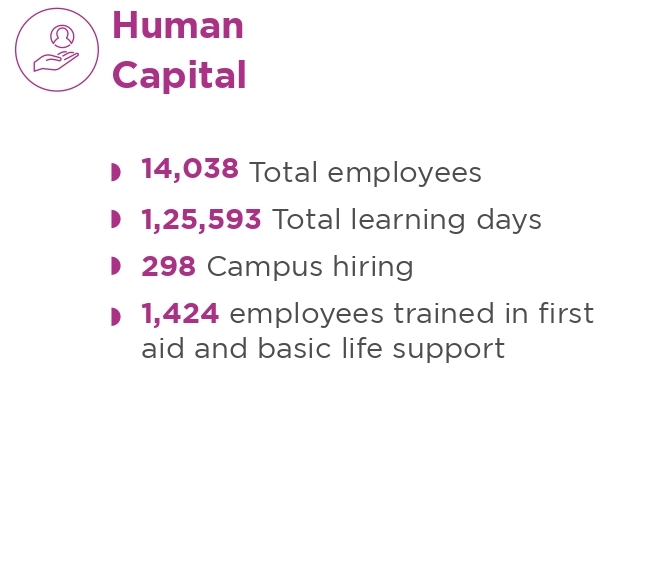 Human
Capital
14,038 Total employees
1,25,593 Total learning days
298 Campus hiring
1,424 employees trained in first
aid and basic life support